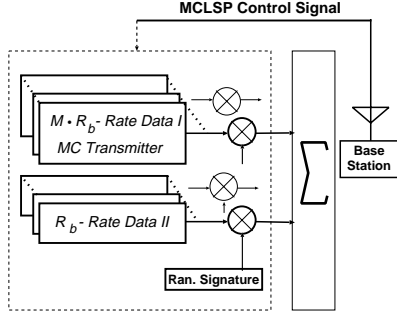 MCLSP Control Signal
M • R_b - Rate Data I
MC Transmitter
R_b - Rate Data II
Ran. Signature
Σ
Base
Station